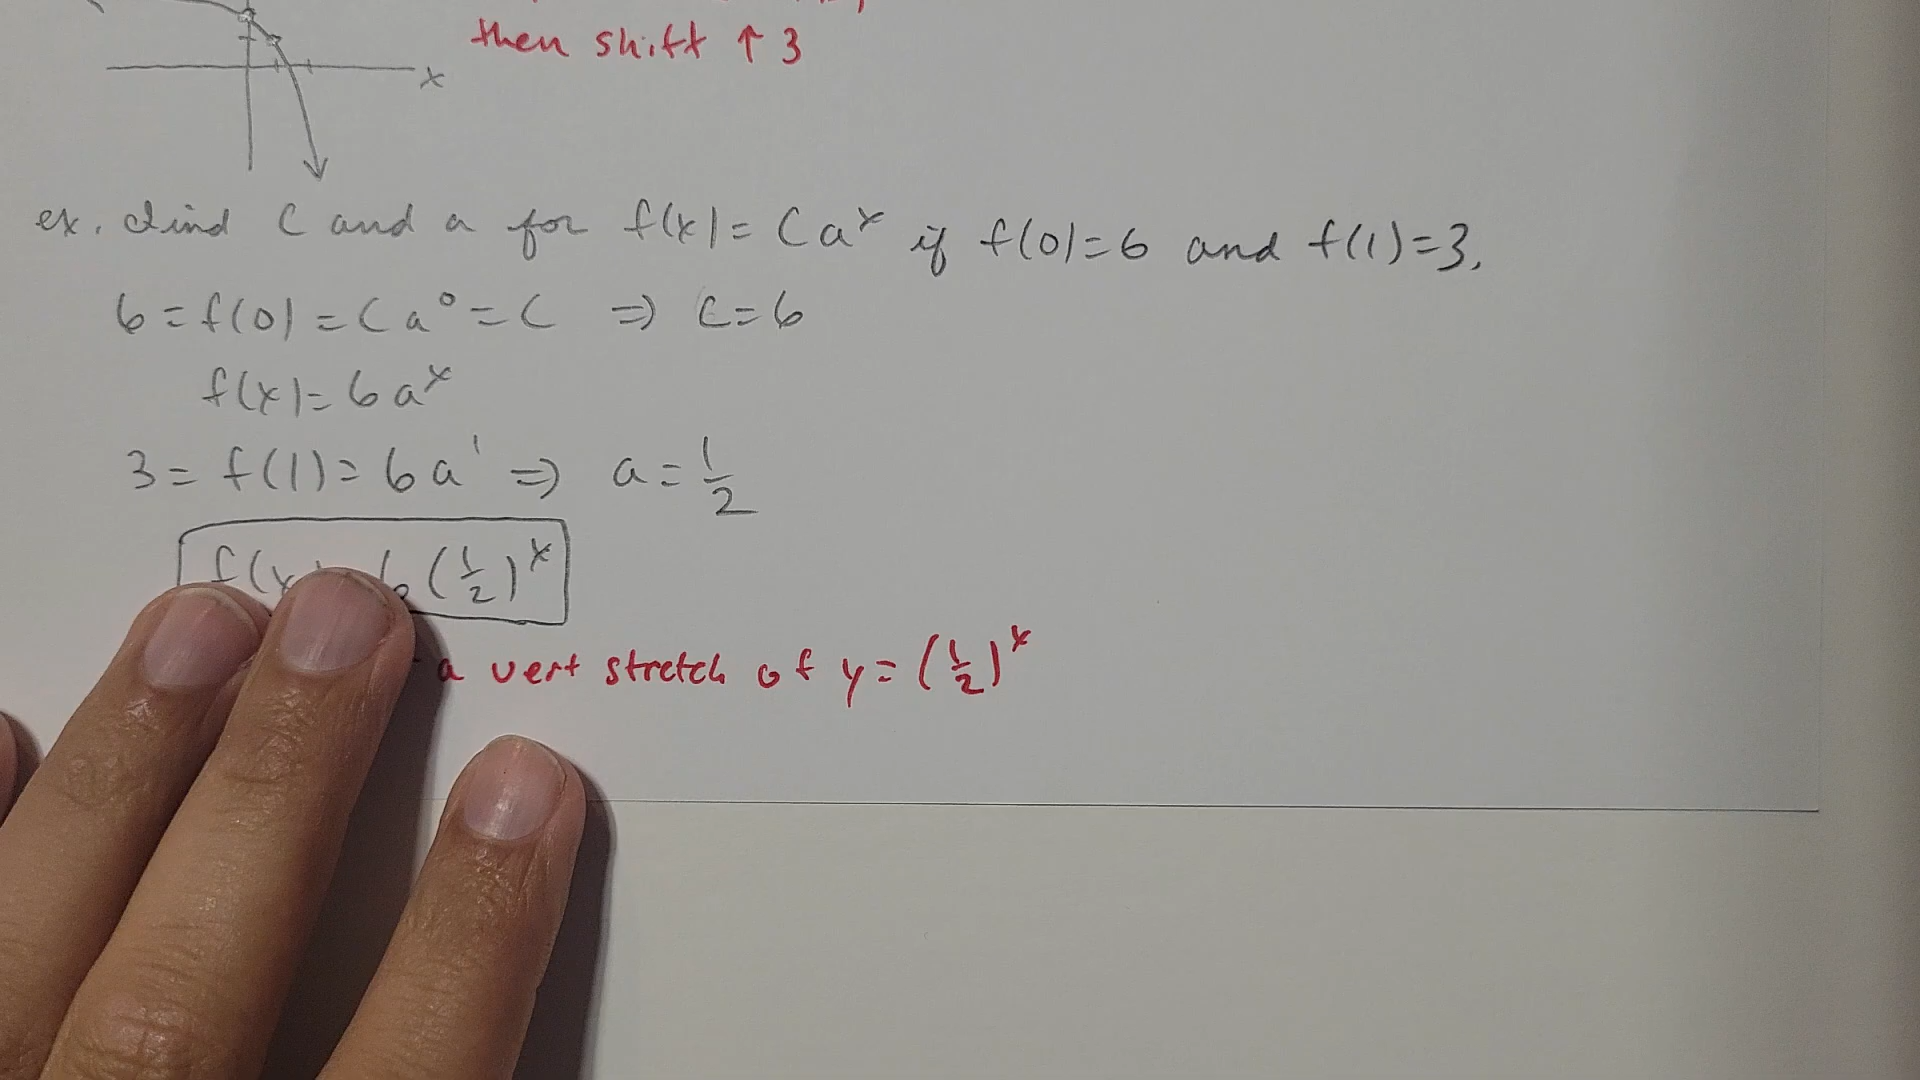 then shift ↑ 3
x
ex. Find C and a for f(x) = Ca^x if f(0)=6 and f(1)=3.
6 = f(0) = Ca^0 = C ⇒ C = 6
f(x) = 6a^x
3 = f(1) = 6a^1 ⇒ a = 1/2
f(x) 6(1/2)^x
a vert stretch of y = (1/2)^x